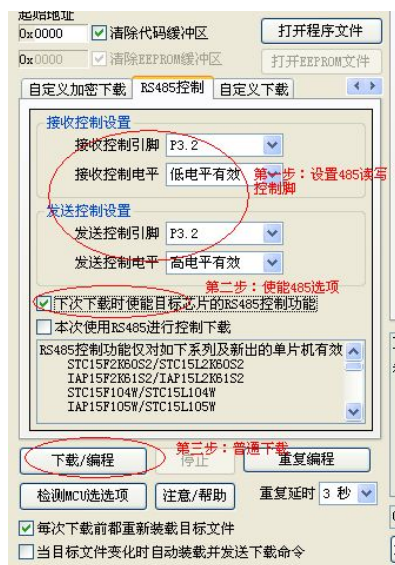 起始地址
0x0000 清除代码缓冲区 打开程序文件
0x0000 清除EEPROM缓冲区 打开EEPROM文件
自定义加密下载 RS485控制 自定义下载
接收控制设置
接收控制引脚 P3.2
接收控制电平 低电平有效
第一步：设置485读写
控制脚
发送控制设置
发送控制引脚 P3.2
发送控制电平 高电平有效
第二步：使能485选项
下次下载时使能目标芯片的RS485控制功能
本次使用RS485进行控制下载
RS485控制功能仅对如下系列及新出的单片机有效
STC15F2K60S2/STC15L2K60S2
IAP15F2K61S2/IAP15L2K61S2
STC15F104W/STC15L104W
IAP15F105W/STC15L105W
第三步：普通下载
下载/编程 停止 重复编程
检测MCU选选项 注意/帮助 重复延时 3 秒
每次下载前都重新装载目标文件
当目标文件变化时自动装载并发送下载命令